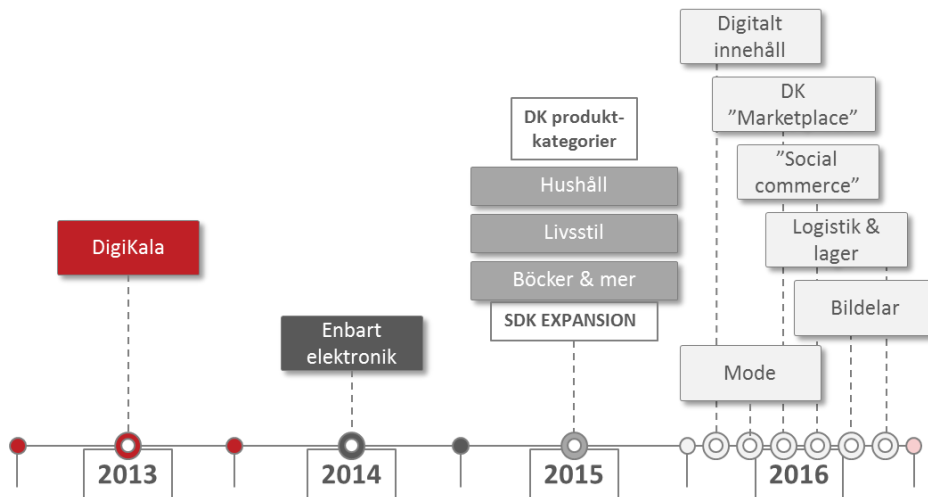 DigiKala
Enbart
elektronik
DK produkt-
kategorier
Hushåll
Livsstil
Böcker & mer
SDK EXPANSION
Digitalt
innehåll
DK
”Marketplace”
”Social
commerce”
Logistik &
lager
Bildelar
Mode
2013
2014
2015
2016